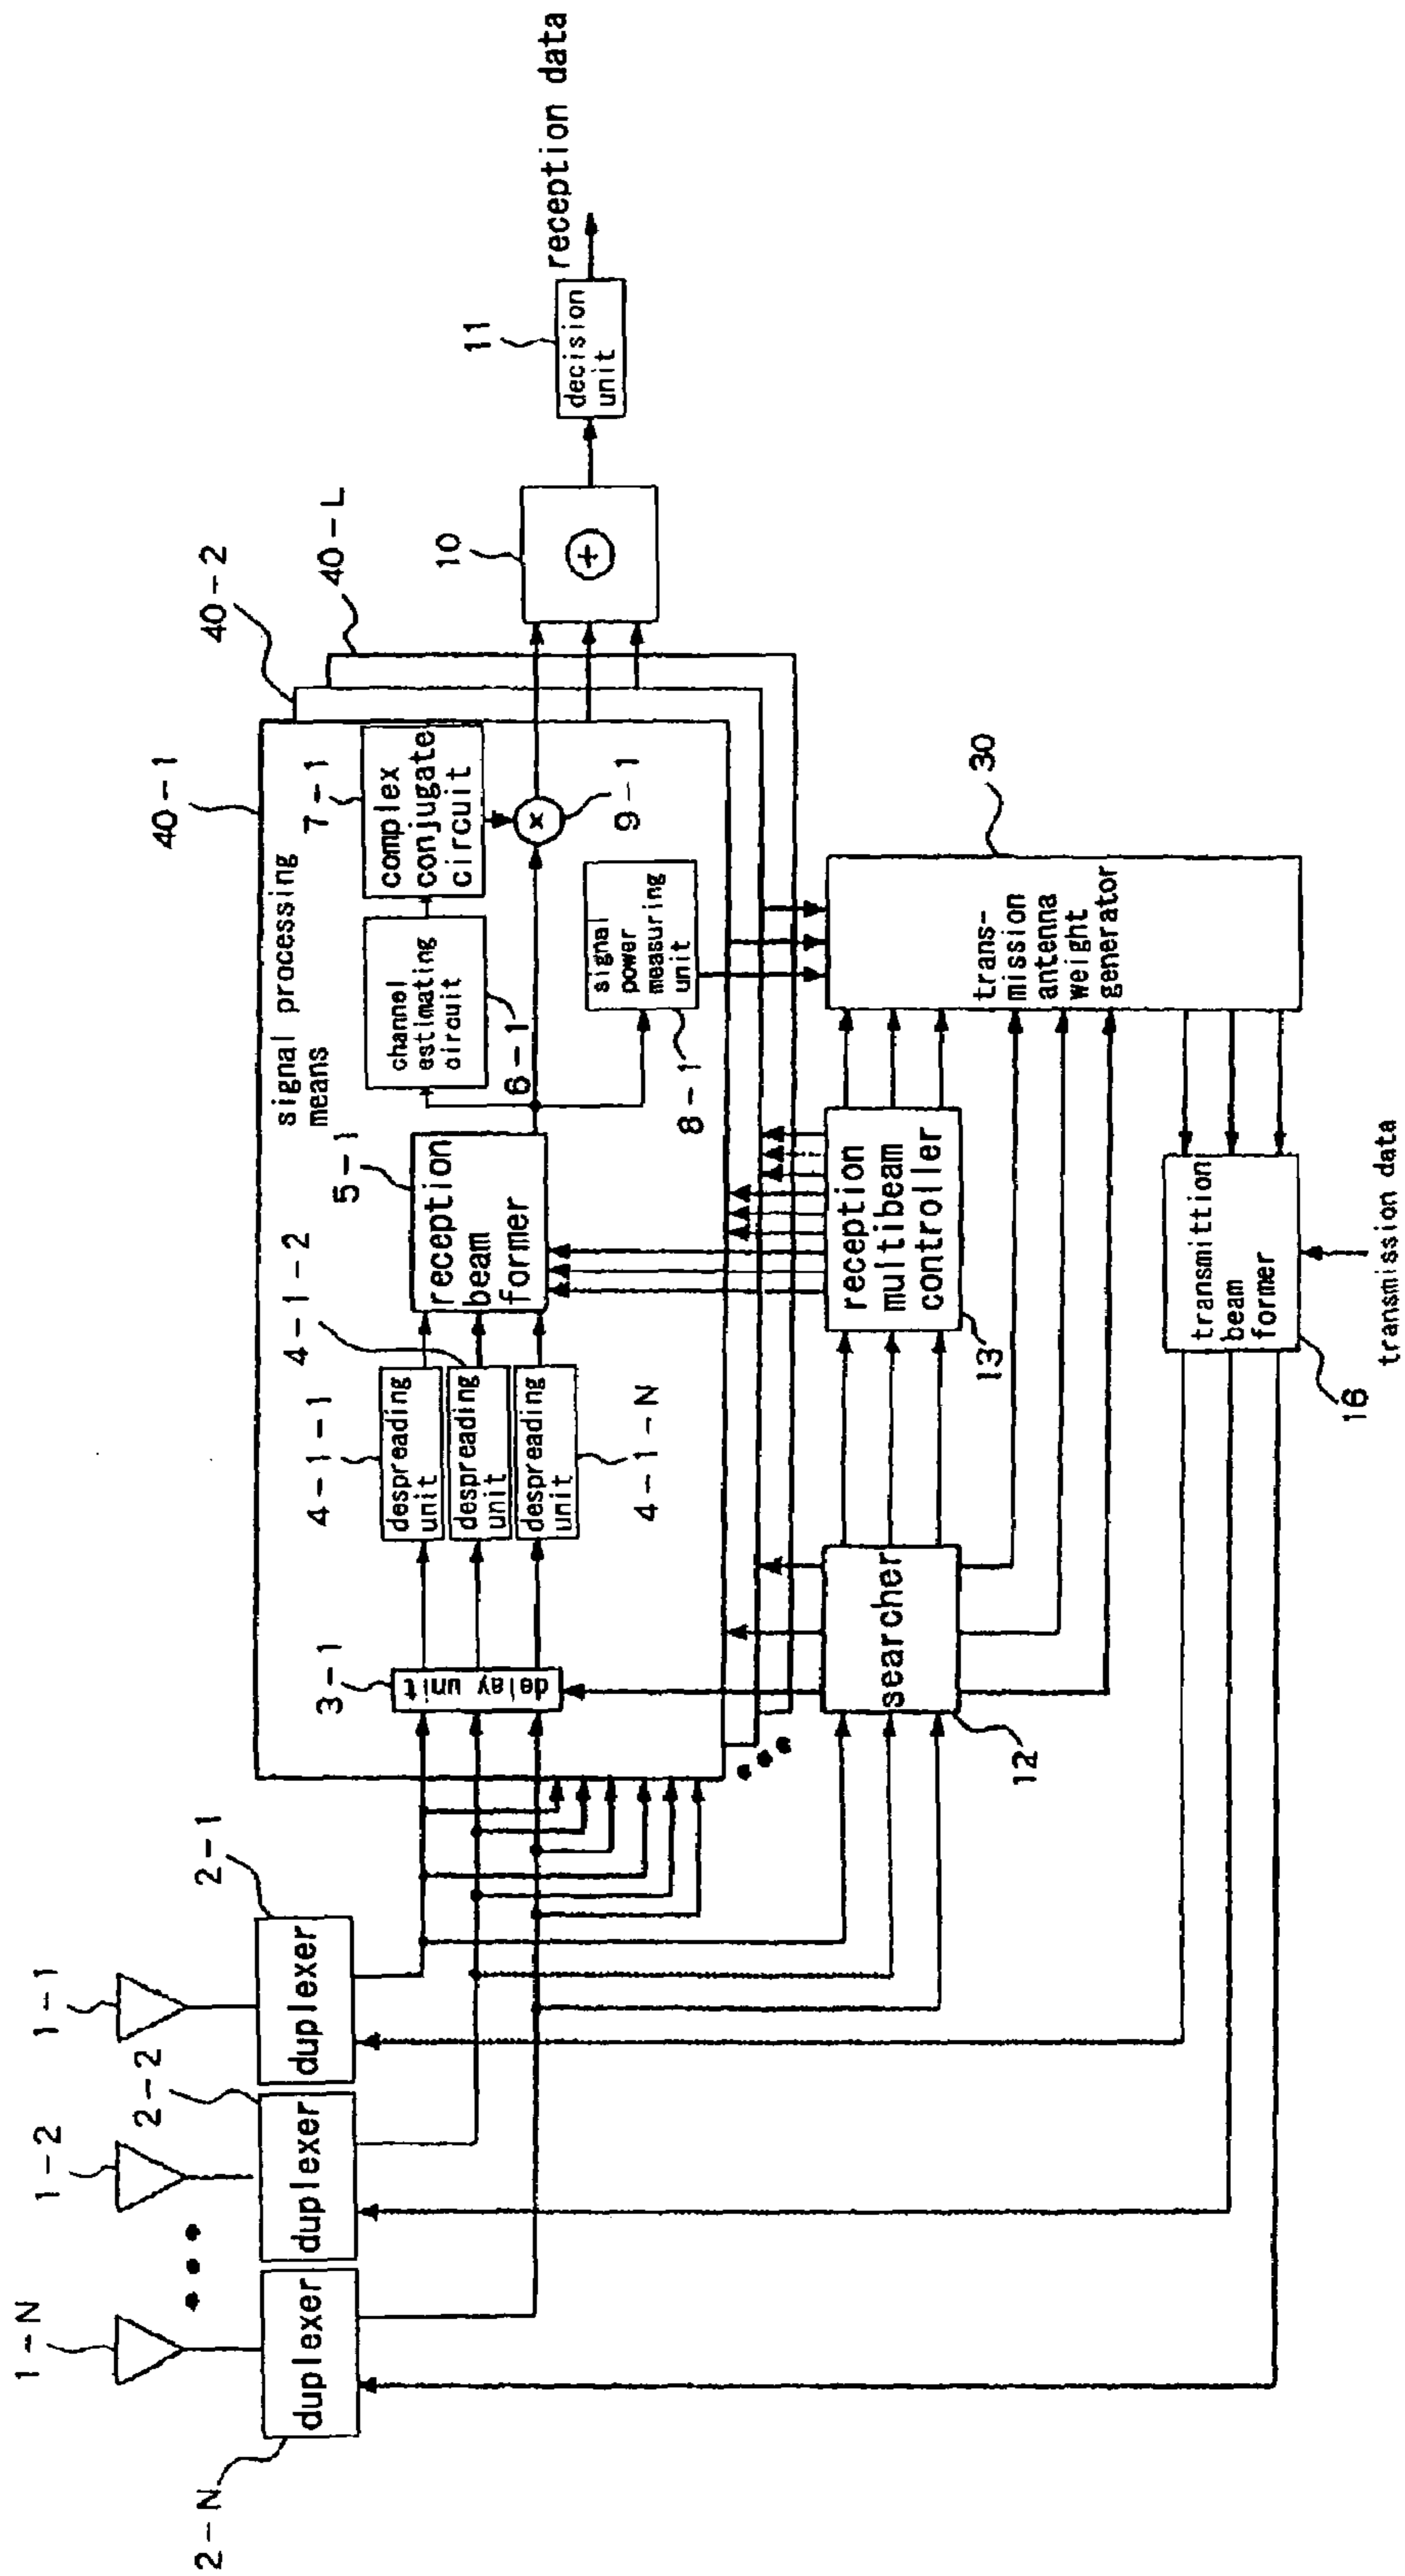 1-N
1-2
1-1
2-N
2-2
2-1
duplexer
duplexer
duplexer
40-1
40-2
40-L
signal processing
means
3-1
delay unit
4-1-1
4-1-2
4-1-N
despreading
unit
despreading
unit
despreading
unit
5-1
reception
beam
former
6-1
channel
estimating
circuit
7-1
complex
conjugate
circuit
×
9-1
8-1
signal
power
measuring
unit
10
+
11
decision
unit
reception data
searcher
12
reception
multibeam
controller
13
30
trans-
mission
antenna
weight
generator
transmittion
beam
former
16
transmission data